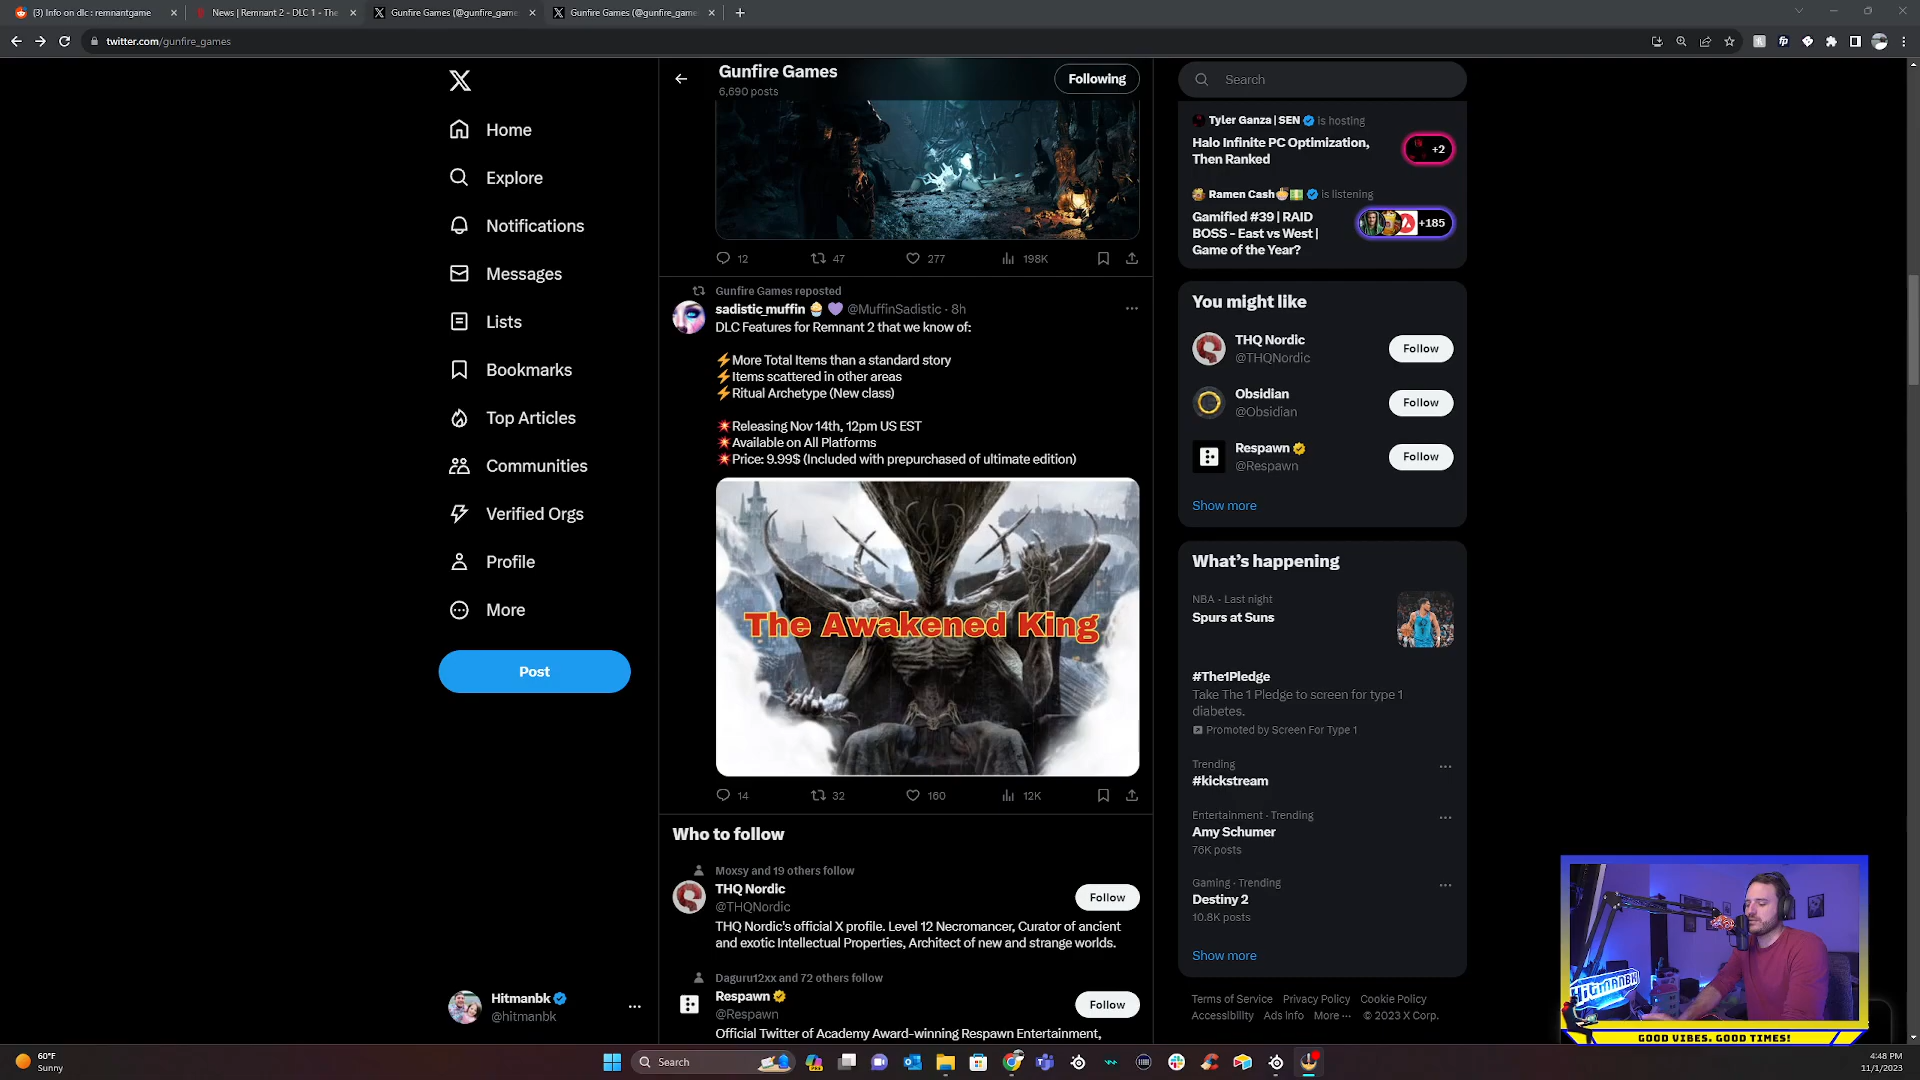 (3) Info on dlc : remnantgame
News | Remnant 2 - DLC 1 - The
Gunfire Games (@gunfire_game
Gunfire Games (@gunfire_game
twitter.com/gunfire_games
Home
Explore
Notifications
Messages
Lists
Bookmarks
Top Articles
Communities
Verified Orgs
Profile
More
Post
Hitmanbk
@hitmanbk
Gunfire Games
6,690 posts
Following
12 47 277 198K
Gunfire Games reposted
sadistic_muffin 🧁 💜 @MuffinSadistic · 8h
DLC Features for Remnant 2 that we know of:
⚡More Total Items than a standard story
⚡Items scattered in other areas
⚡Ritual Archetype (New class)
💥Releasing Nov 14th, 12pm US EST
💥Available on All Platforms
💥Price: 9.99$ (Included with prepurchased of ultimate edition)
The Awakened King
14 32 160 12K
Who to follow
Moxsy and 19 others follow
THQ Nordic
@THQNordic
Follow
THQ Nordic's official X profile. Level 12 Necromancer, Curator of ancient
and exotic Intellectual Properties, Architect of new and strange worlds.
Daguru12xx and 72 others follow
Respawn
@Respawn
Follow
Official Twitter of Academy Award-winning Respawn Entertainment,
Search
Tyler Ganza | SEN is hosting
Halo Infinite PC Optimization,
Then Ranked
+2
Ramen Cash🍜💵 is listening
Gamified #39 | RAID
BOSS - East vs West |
Game of the Year?
+185
You might like
THQ Nordic
@THQNordic
Follow
Obsidian
@Obsidian
Follow
Respawn
@Respawn
Follow
Show more
What's happening
NBA · Last night
Spurs at Suns
#The1Pledge
Take The 1 Pledge to screen for type 1
diabetes.
Promoted by Screen For Type 1
Trending
#kickstream
Entertainment · Trending
Amy Schumer
76K posts
Gaming · Trending
Destiny 2
10.8K posts
Show more
Terms of Service Privacy Policy Cookie Policy
Accessibility Ads info More ··· © 2023 X Corp.
HitmanBK
GOOD VIBES, GOOD TIMES!
60°F
Sunny
Search
4:48 PM
11/1/2023